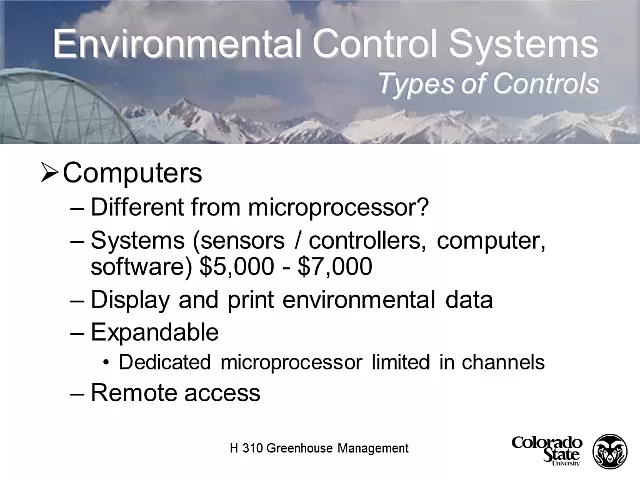 Environmental Control Systems
Types of Controls
➢Computers
– Different from microprocessor?
– Systems (sensors / controllers, computer,
software) $5,000 - $7,000
– Display and print environmental data
– Expandable
• Dedicated microprocessor limited in channels
– Remote access
H 310 Greenhouse Management
Colorado
State
University